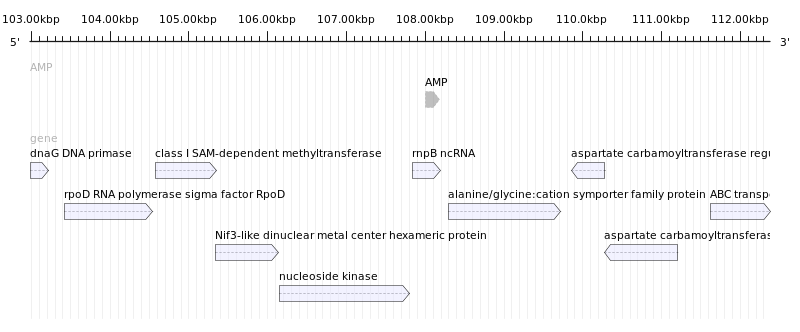 103.00kbp 104.00kbp 105.00kbp 106.00kbp 107.00kbp 108.00kbp 109.00kbp 110.0kbp 111.00kbp 112.00kbp
5' 3'
AMP
AMP
gene
dnaG DNA primase class I SAM-dependent methyltransferase rnpB ncRNA aspartate carbamoyltransferase regu
rpoD RNA polymerase sigma factor RpoD alanine/glycine:cation symporter family protein ABC transp
Nif3-like dinuclear metal center hexameric protein aspartate carbamoyltransferas
nucleoside kinase